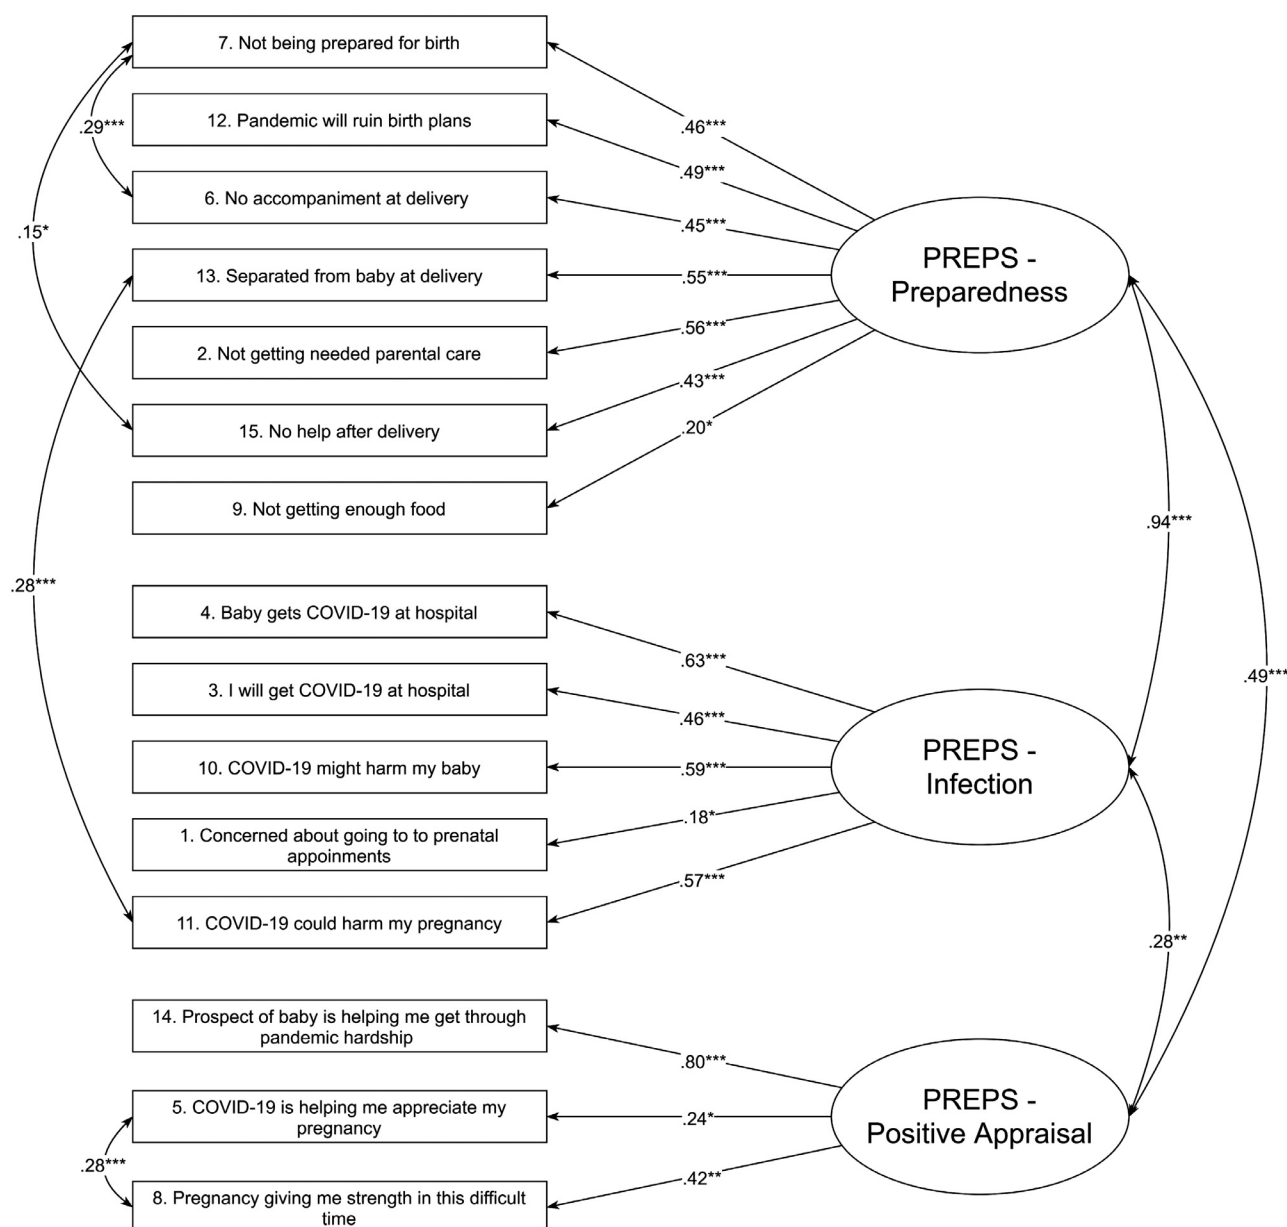 7. Not being prepared for birth
.46***
.29***
12. Pandemic will ruin birth plans
.49***
6. No accompaniment at delivery
.45***
.15*
13. Separated from baby at delivery
.55***
PREPS -
Preparedness
2. Not getting needed parental care
.56***
15. No help after delivery
.43***
.20*
9. Not getting enough food
.94***
.28***
4. Baby gets COVID-19 at hospital
.63***
3. I will get COVID-19 at hospital
.46***
.49***
10. COVID-19 might harm my baby
.59***
PREPS -
Infection
1. Concerned about going to to prenatal
appoinments
.18*
11. COVID-19 could harm my pregnancy
.57***
.28**
14. Prospect of baby is helping me get through
pandemic hardship
.80***
5. COVID-19 is helping me appreciate my
pregnancy
.24*
PREPS -
Positive Appraisal
.28***
8. Pregnancy giving me strength in this difficult
time
.42**